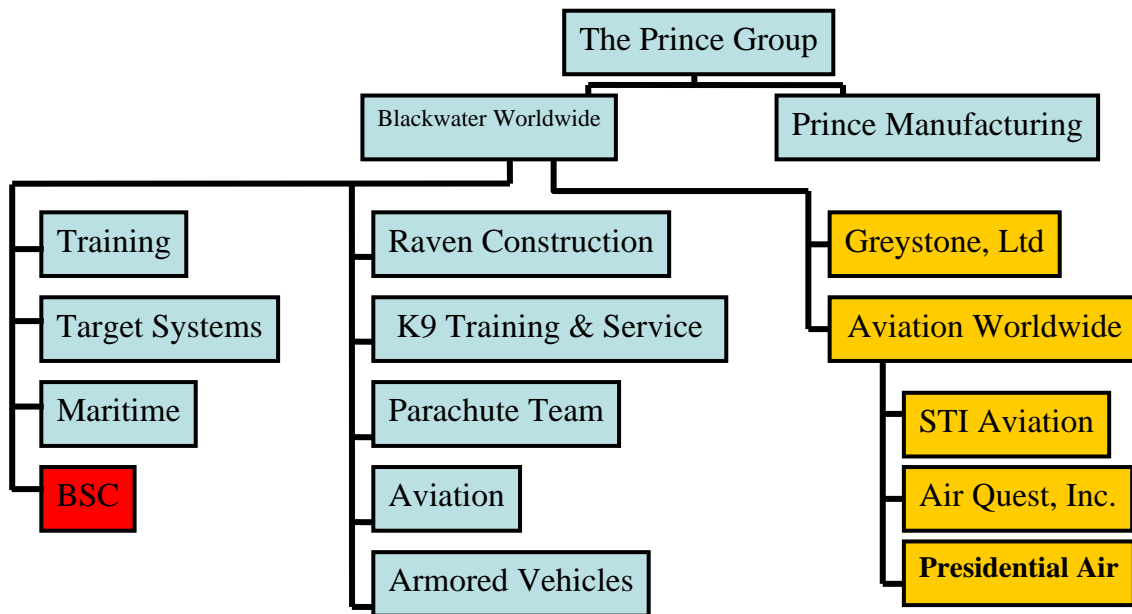 The Prince Group
Blackwater Worldwide
Prince Manufacturing
Training
Target Systems
Maritime
BSC
Raven Construction
K9 Training & Service
Parachute Team
Aviation
Armored Vehicles
Greystone, Ltd
Aviation Worldwide
STI Aviation
Air Quest, Inc.
Presidential Air